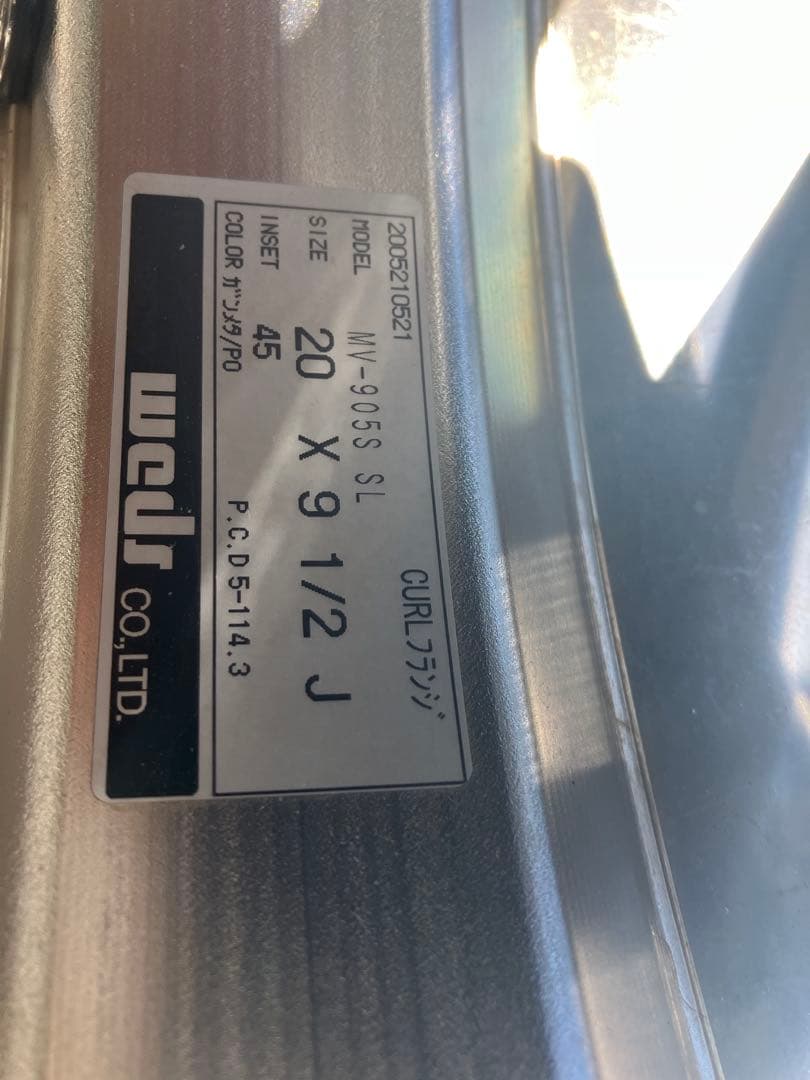 2005210521
CURLフランジ
MODEL MV-905S SL
SIZE 20 X 9 1/2 J
INSET 45 P.C.D 5-114.3
COLOR ガンメタ/PO
weds CO.,LTD.